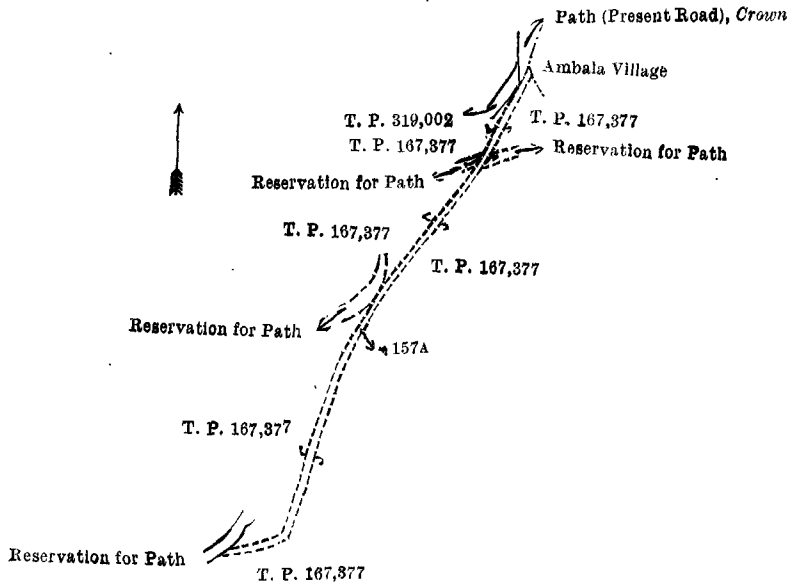 Path (Present Road), Crown
Ambala Village
T. P. 319,002
T. P. 167,377
T. P. 167,377
Reservation for Path
Reservation for Path
T. P. 167,377
T. P. 167,377
Reservation for Path
157A
T. P. 167,377
Reservation for Path
T. P. 167,377